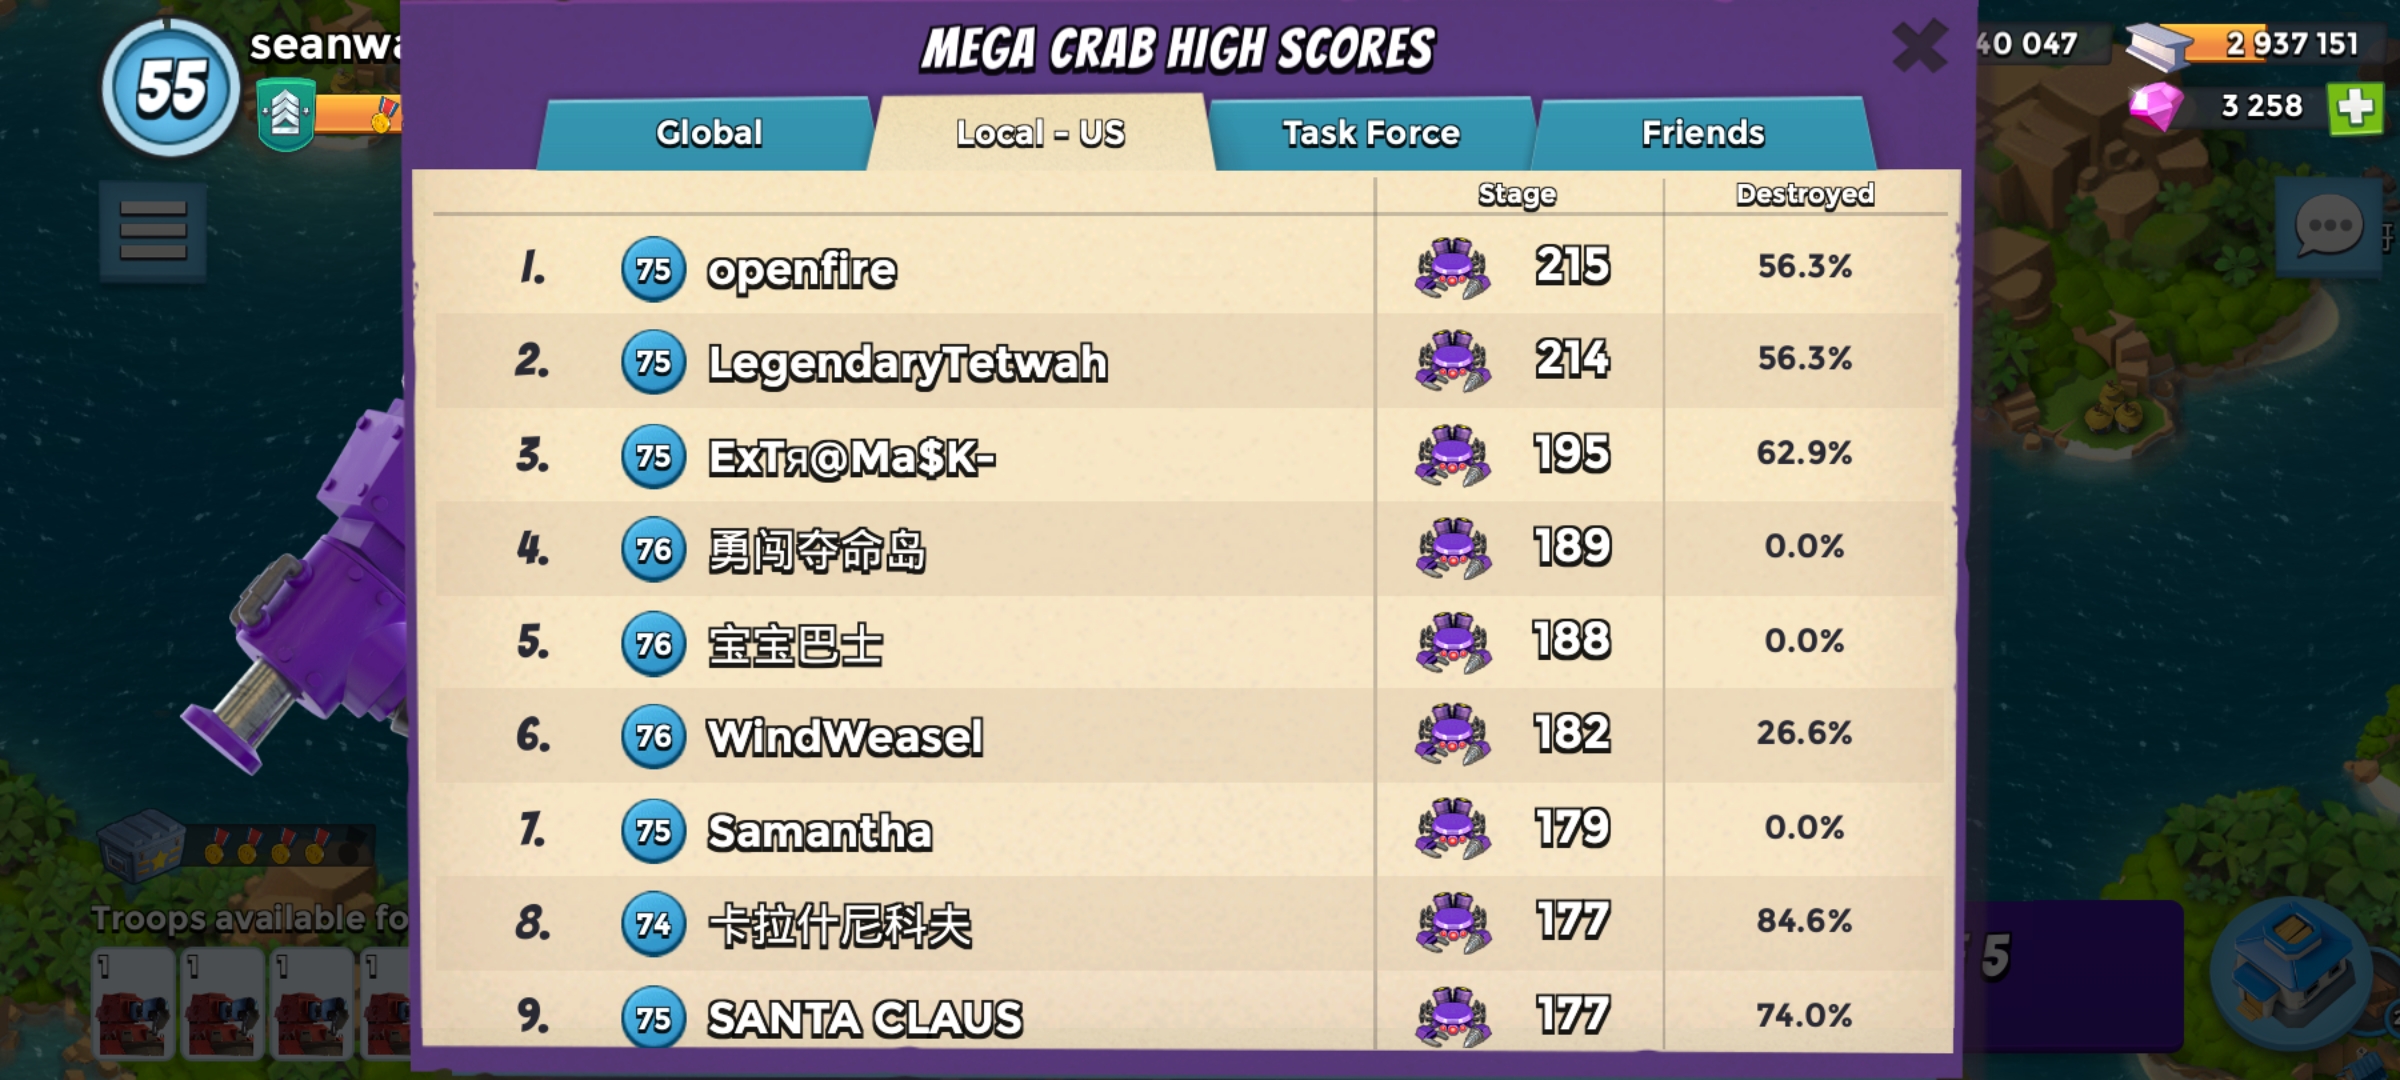 MEGA CRAB HIGH SCORES
55
40 047
2 937 151
3 258
Global
Local - US
Task Force
Friends
Stage Destroyed
1. 75 openfire 215 56.3%
2. 75 LegendaryTetwah 214 56.3%
3. 75 ExTя@Ma$K- 195 62.9%
4. 76 勇闯夺命岛 189 0.0%
5. 76 宝宝巴士 188 0.0%
6. 76 WindWeasel 182 26.6%
7. 75 Samantha 179 0.0%
8. 74 卡拉什尼科夫 177 84.6%
9. 75 SANTA CLAUS 177 74.0%
Troops available
1 1 1 1
5